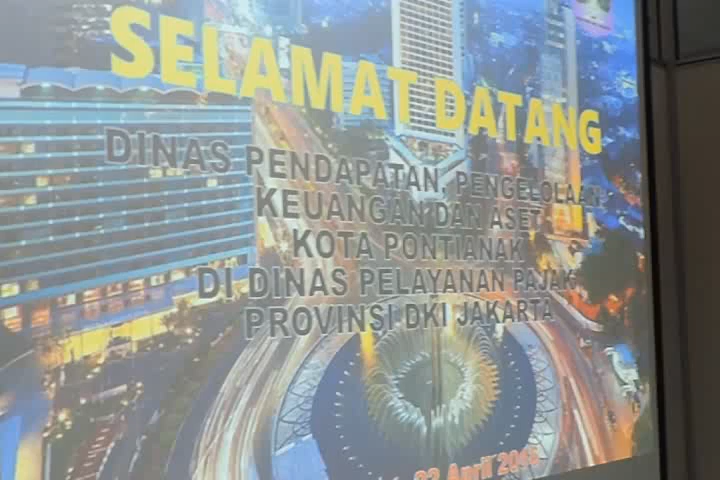 SELAMAT DATANG
DINAS PENDAPATAN, PENGELOLAAN
KEUANGAN DAN ASET
KOTA PONTIANAK
DI DINAS PELAYANAN PAJAK
PROVINSI DKI JAKARTA
April